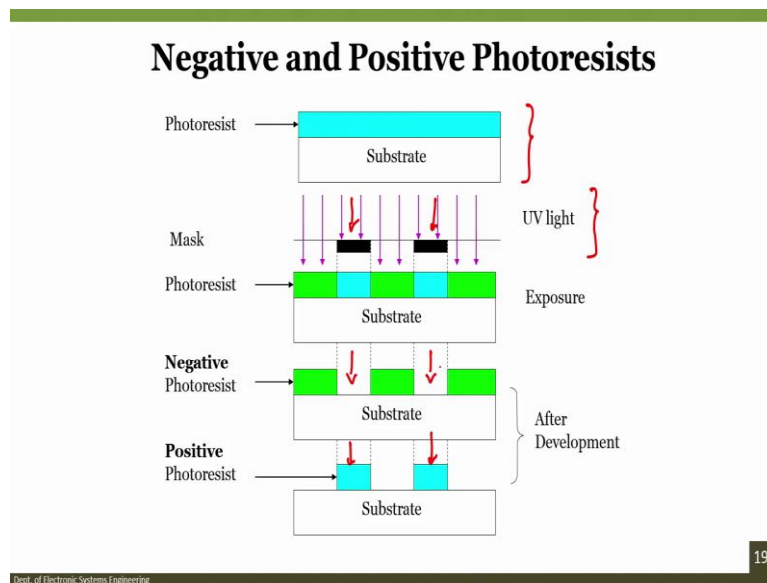 Negative and Positive Photoresists
Photoresist
Substrate
UV light
Mask
Photoresist
Exposure
Substrate
Negative
Photoresist
Substrate
After
Development
Positive
Photoresist
Substrate
19
Dept. of Electronic Systems Engineering